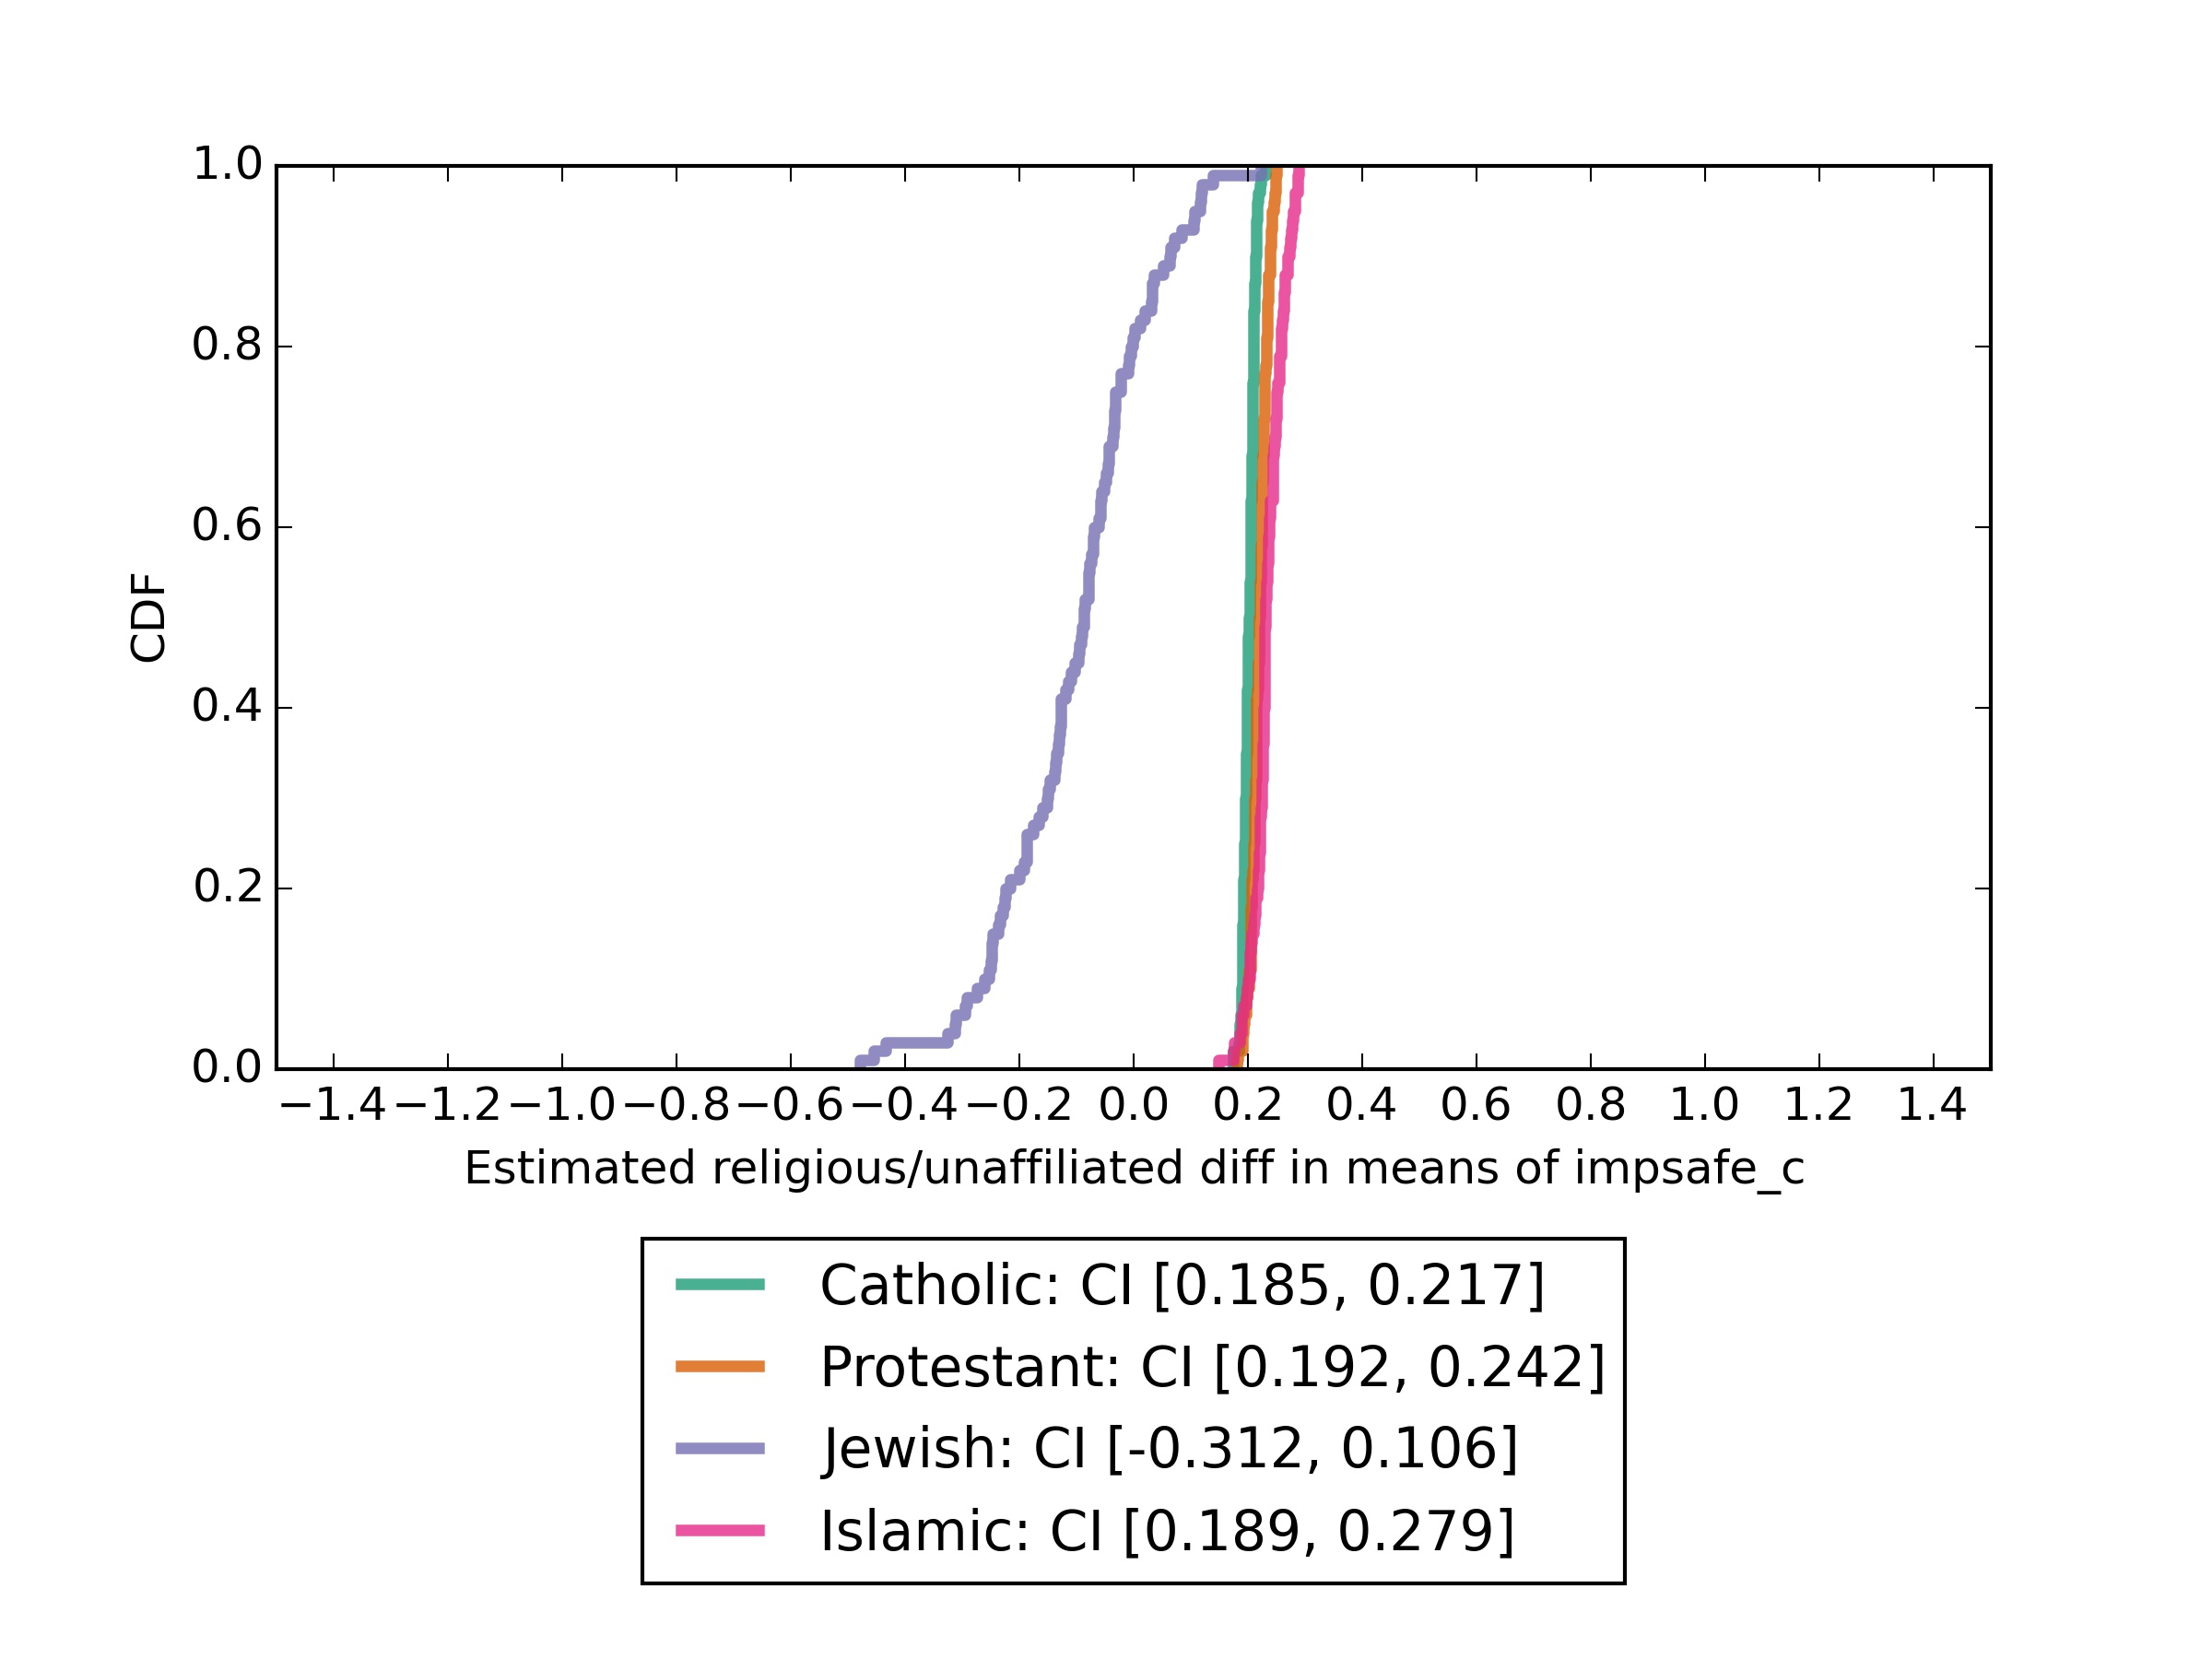 1.0
0.8
0.6
0.4
0.2
0.0
CDF
−1.4 −1.2 −1.0 −0.8 −0.6 −0.4 −0.2 0.0 0.2 0.4 0.6 0.8 1.0 1.2 1.4
Estimated religious/unaffiliated diff in means of impsafe_c
Catholic: CI [0.185, 0.217]
Protestant: CI [0.192, 0.242]
Jewish: CI [-0.312, 0.106]
Islamic: CI [0.189, 0.279]